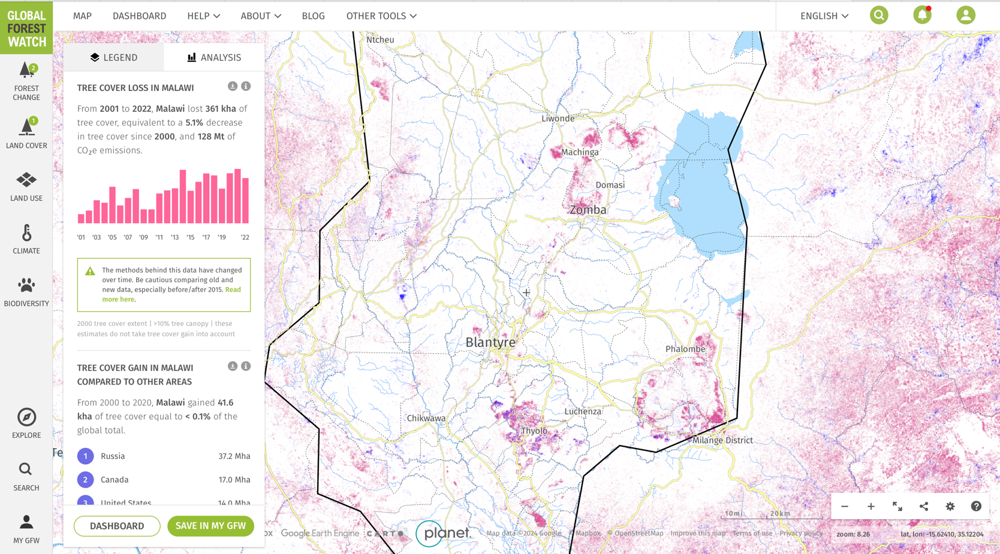 GLOBAL
FOREST
WATCH
MAP
DASHBOARD
HELP
ABOUT
BLOG
OTHER TOOLS
ENGLISH
2
FOREST
CHANGE
1
LAND COVER
LAND USE
CLIMATE
BIODIVERSITY
EXPLORE
SEARCH
MY GFW
LEGEND
ANALYSIS
TREE COVER LOSS IN MALAWI
From 2001 to 2022, Malawi lost 361 kha of
tree cover, equivalent to a 5.1% decrease
in tree cover since 2000, and 128 Mt of
CO₂e emissions.
'01 '03 '05 '07 '09 '11 '13 '15 '17 '19 '22
The methods behind this data have changed
over time. Be cautious comparing old and
new data, especially before/after 2015. Read
more here.
2000 tree cover extent | >10% tree canopy | these
estimates do not take tree cover gain into account
TREE COVER GAIN IN MALAWI
COMPARED TO OTHER AREAS
From 2000 to 2020, Malawi gained 41.6
kha of tree cover equal to < 0.1% of the
global total.
1 Russia 37.2 Mha
2 Canada 17.0 Mha
3 United States 14.0 Mha
DASHBOARD
SAVE IN MY GFW
Te
Ntcheu
Liwonde
Machinga
Domasi
Zomba
Blantyre
Phalombe
Chikwawa
Luchenza
Thyolo
Milange District
10mi 20km
ox Google Earth Engine CARTO planet. Map data ©2024 Google © Mapbox © OpenStreetMap Improve this map Terms of use Privacy policy
zoom: 8.26 lat, lon: -15.62410, 35.12204